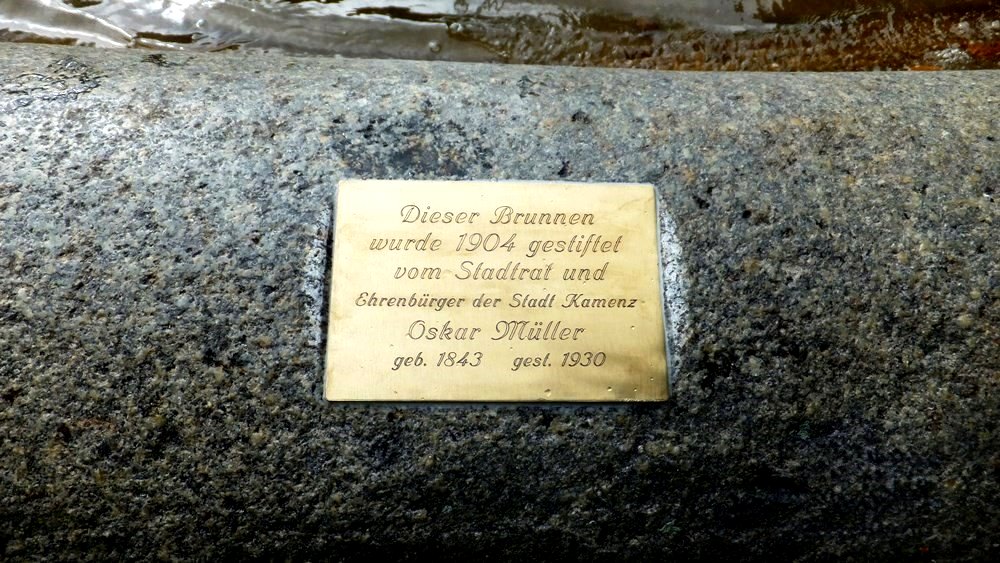 Dieser Brunnen
wurde 1904 gestiftet
vom Stadtrat und
Ehrenbürger der Stadt Kamenz
Oskar Müller
geb. 1843 gest. 1930